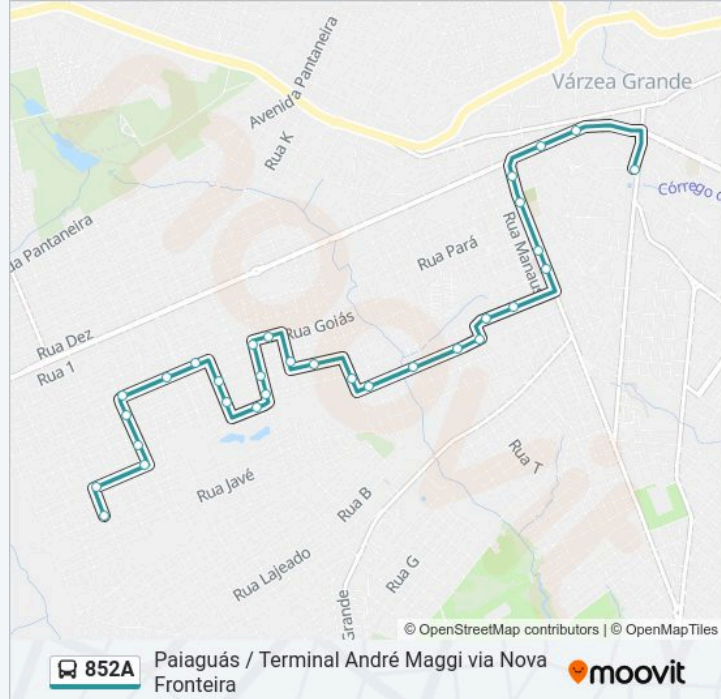 Várzea Grande
Avenida Pantaneira
Rua K
Córrego d
da Pantaneira
Rua Pará
Rua Manaus
Rua Goiás
Rua Dez
Rua 1
Rua T
Rua Javé
Rua B
Rua Lajeado
Rua G
Grande
moovit
© OpenStreetMap contributors | © OpenMapTiles
852A
Paiaguás / Terminal André Maggi via Nova
Fronteira
moovit